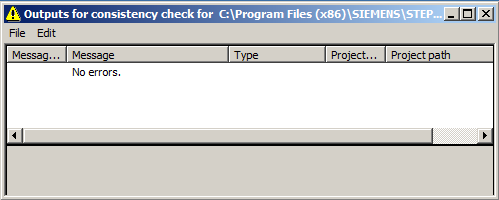 Outputs for consistency check for C:\Program Files (x86)\SIEMENS\STEP...
File Edit
Messag... Message Type Project... Project path
No errors.